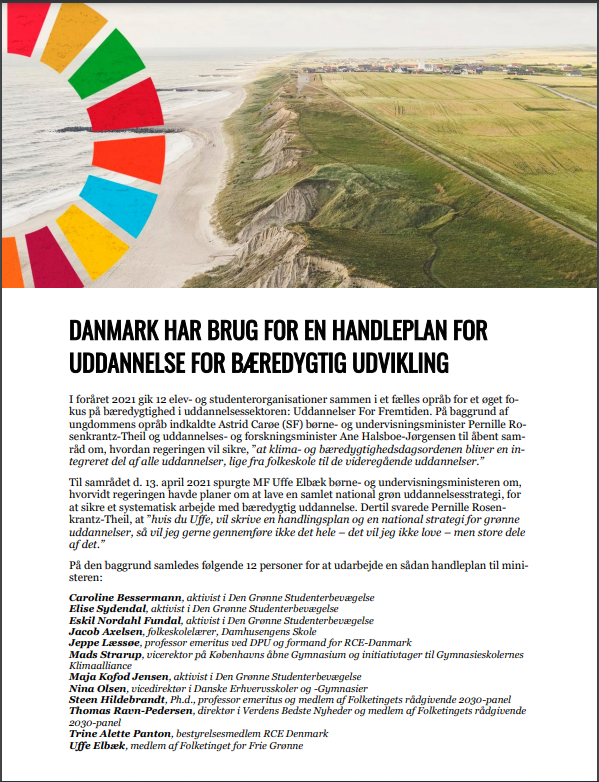 DANMARK HAR BRUG FOR EN HANDLEPLAN FOR
UDDANNELSE FOR BÆREDYGTIG UDVIKLING
I foråret 2021 gik 12 elev- og studenterorganisationer sammen i et fælles opråb for et øget fo-
kus på bæredygtighed i uddannelsessektoren: Uddannelser For Fremtiden. På baggrund af
ungdommens opråb indkaldte Astrid Carøe (SF) børne- og undervisningsminister Pernille Ro-
senkrantz-Theil og uddannelses- og forskningsminister Ane Halsboe-Jørgensen til åbent sam-
råd om, hvordan regeringen vil sikre, "at klima- og bæredygtighedsdagsordenen bliver en in-
tegreret del af alle uddannelser, lige fra folkeskole til de videregående uddannelser."
Til samrådet d. 13. april 2021 spurgte MF Uffe Elbæk børne- og undervisningsministeren om,
hvorvidt regeringen havde planer om at lave en samlet national grøn uddannelsesstrategi, for
at sikre et systematisk arbejde med bæredygtig uddannelse. Dertil svarede Pernille Rosen-
krantz-Theil, at "hvis du Uffe, vil skrive en handlingsplan og en national strategi for grønne
uddannelser, så vil jeg gerne gennemføre ikke det hele – det vil jeg ikke love – men store dele
af det."
På den baggrund samledes følgende 12 personer for at udarbejde en sådan handleplan til mini-
steren:
Caroline Bessermann, aktivist i Den Grønne Studenterbevægelse
Elise Sydendal, aktivist i Den Grønne Studenterbevægelse
Eskil Nordahl Fundal, aktivist i Den Grønne Studenterbevægelse
Jacob Axelsen, folkeskolelærer, Damhusengens Skole
Jeppe Læssøe, professor emeritus ved DPU og formand for RCE-Danmark
Mads Strarup, vicerektor på Københavns åbne Gymnasium og initiativtager til Gymnasieskolernes
Klimaalliance
Maja Kofod Jensen, aktivist i Den Grønne Studenterbevægelse
Nina Olsen, vicedirektør i Danske Erhvervsskoler og -Gymnasier
Steen Hildebrandt, Ph.d., professor emeritus og medlem af Folketingets rådgivende 2030-panel
Thomas Ravn-Pedersen, direktør i Verdens Bedste Nyheder og medlem af Folketingets rådgivende
2030-panel
Trine Alette Panton, bestyrelsesmedlem RCE Denmark
Uffe Elbæk, medlem af Folketinget for Frie Grønne